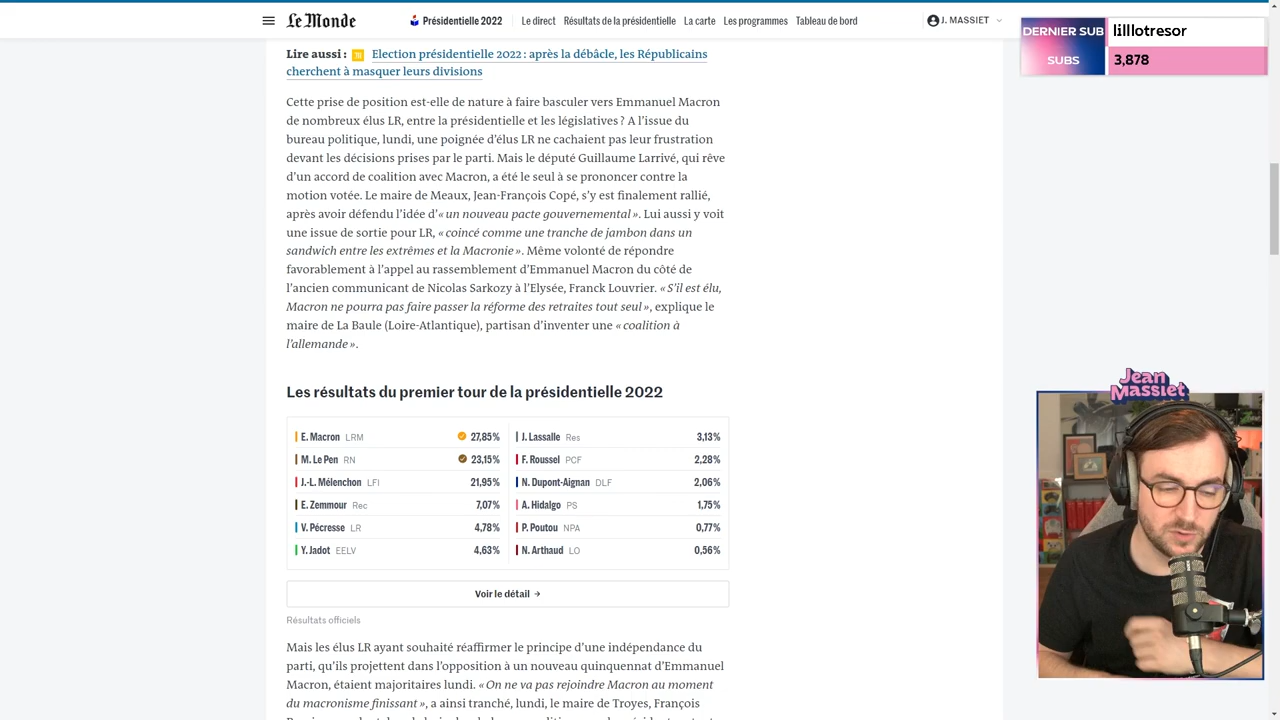 Le Monde
Présidentielle 2022
Le direct
Résultats de la présidentielle
La carte
Les programmes
Tableau de bord
J. MASSIET
DERNIER SUB
lilllotresor
SUBS
3,878
Lire aussi : Election présidentielle 2022 : après la débâcle, les Républicains
cherchent à masquer leurs divisions
Cette prise de position est-elle de nature à faire basculer vers Emmanuel Macron
de nombreux élus LR, entre la présidentielle et les législatives ? A l’issue du
bureau politique, lundi, une poignée d’élus LR ne cachaient pas leur frustration
devant les décisions prises par le parti. Mais le député Guillaume Larrivé, qui rêve
d’un accord de coalition avec Macron, a été le seul à se prononcer contre la
motion votée. Le maire de Meaux, Jean-François Copé, s’y est finalement rallié,
après avoir défendu l’idée d’« un nouveau pacte gouvernemental ». Lui aussi y voit
une issue de sortie pour LR, « coincé comme une tranche de jambon dans un
sandwich entre les extrêmes et la Macronie ». Même volonté de répondre
favorablement à l’appel au rassemblement d’Emmanuel Macron du côté de
l’ancien communicant de Nicolas Sarkozy à l’Elysée, Franck Louvrier. « S’il est élu,
Macron ne pourra pas faire passer la réforme des retraites tout seul », explique le
maire de La Baule (Loire-Atlantique), partisan d’inventer une « coalition à
l’allemande ».
Les résultats du premier tour de la présidentielle 2022
E. Macron LRM 27,85%
M. Le Pen RN 23,15%
J.-L. Mélenchon LFI 21,95%
E. Zemmour Rec 7,07%
V. Pécresse LR 4,78%
Y. Jadot EELV 4,63%
J. Lassalle Res 3,13%
F. Roussel PCF 2,28%
N. Dupont-Aignan DLF 2,06%
A. Hidalgo PS 1,75%
P. Poutou NPA 0,77%
N. Arthaud LO 0,56%
Voir le détail →
Résultats officiels
Jean
Massiet
Mais les élus LR ayant souhaité réaffirmer le principe d’une indépendance du
parti, qu’ils projettent dans l’opposition à un nouveau quinquennat d’Emmanuel
Macron, étaient majoritaires lundi. « On ne va pas rejoindre Macron au moment
du macronisme finissant », a ainsi tranché, lundi, le maire de Troyes, François